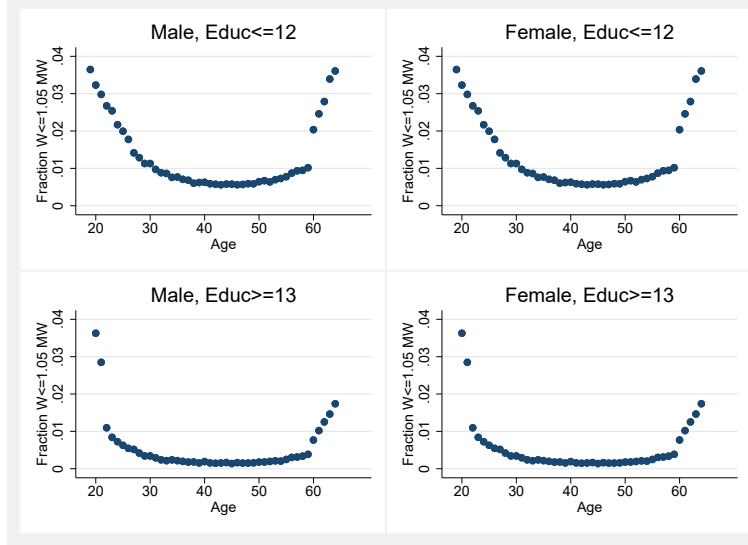 Male, Educ<=12
Fraction W<=1.05 MW
0 .01 .02 .03 .04
20 30 40 50 60
Age
Female, Educ<=12
Fraction W<=1.05 MW
0 .01 .02 .03 .04
20 30 40 50 60
Age
Male, Educ>=13
Fraction W<=1.05 MW
0 .01 .02 .03 .04
20 30 40 50 60
Age
Female, Educ>=13
Fraction W<=1.05 MW
0 .01 .02 .03 .04
20 30 40 50 60
Age